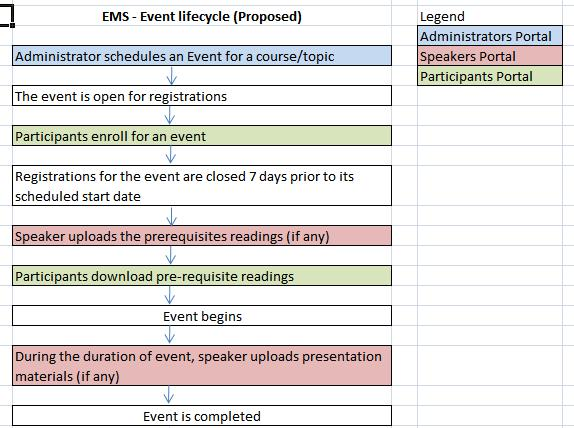 EMS - Event lifecycle (Proposed)
Legend
Administrators Portal
Speakers Portal
Participants Portal
Administrator schedules an Event for a course/topic
The event is open for registrations
Participants enroll for an event
Registrations for the event are closed 7 days prior to its
scheduled start date
Speaker uploads the prerequisites readings (if any)
Participants download pre-requisite readings
Event begins
During the duration of event, speaker uploads presentation
materials (if any)
Event is completed